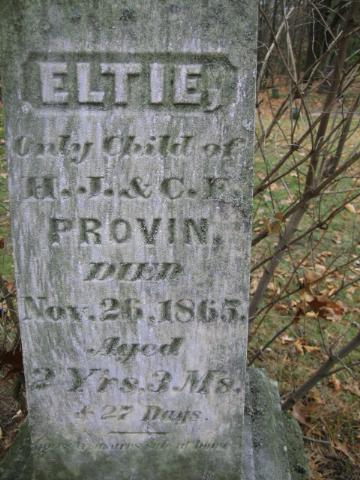 ELTIE,
Only Child of
H. J. & C. F.
PROVIN.
DIED
Nov. 26, 1865.
Aged
2 Yrs. 3 Ms.
& 27 Days.